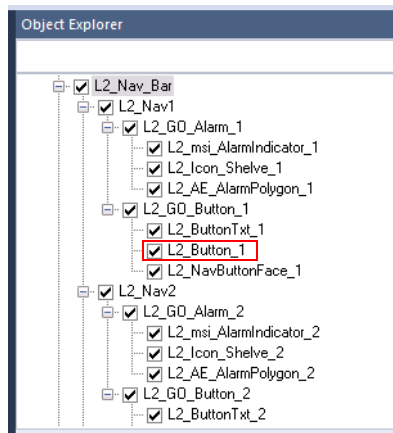 Object Explorer
L2_Nav_Bar
L2_Nav1
L2_GO_Alarm_1
L2_msi_AlarmIndicator_1
L2_Icon_Shelve_1
L2_AE_AlarmPolygon_1
L2_GO_Button_1
L2_ButtonTxt_1
L2_Button_1
L2_NavButtonFace_1
L2_Nav2
L2_GO_Alarm_2
L2_msi_AlarmIndicator_2
L2_Icon_Shelve_2
L2_AE_AlarmPolygon_2
L2_GO_Button_2
L2_ButtonTxt_2